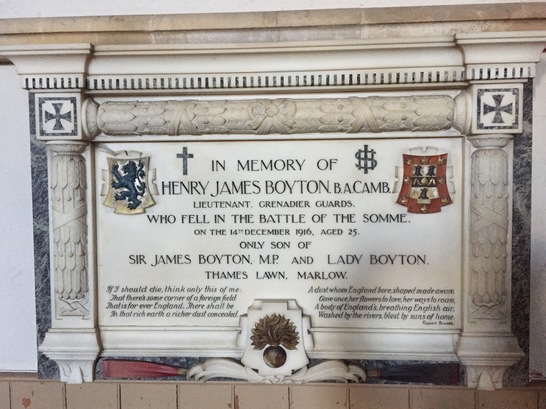 IHS
IN MEMORY OF
HENRY JAMES BOYTON, B.A.CAMB.
LIEUTENANT. GRENADIER GUARDS.
WHO FELL IN THE BATTLE OF THE SOMME.
ON THE 14TH DECEMBER 1916, AGED 25.
ONLY SON OF
SIR JAMES BOYTON, M.P. AND LADY BOYTON.
THAMES LAWN, MARLOW.
If I should die, think only this of me:
That there's some corner of a foreign field
That is for ever England. There shall be
In that rich earth a richer dust concealed;
A dust whom England bore, shaped, made aware,
Gave once, her flowers to love, her ways to roam,
A body of England's, breathing English air,
Washed by the rivers, blest by suns of home.
Rupert Brooke.